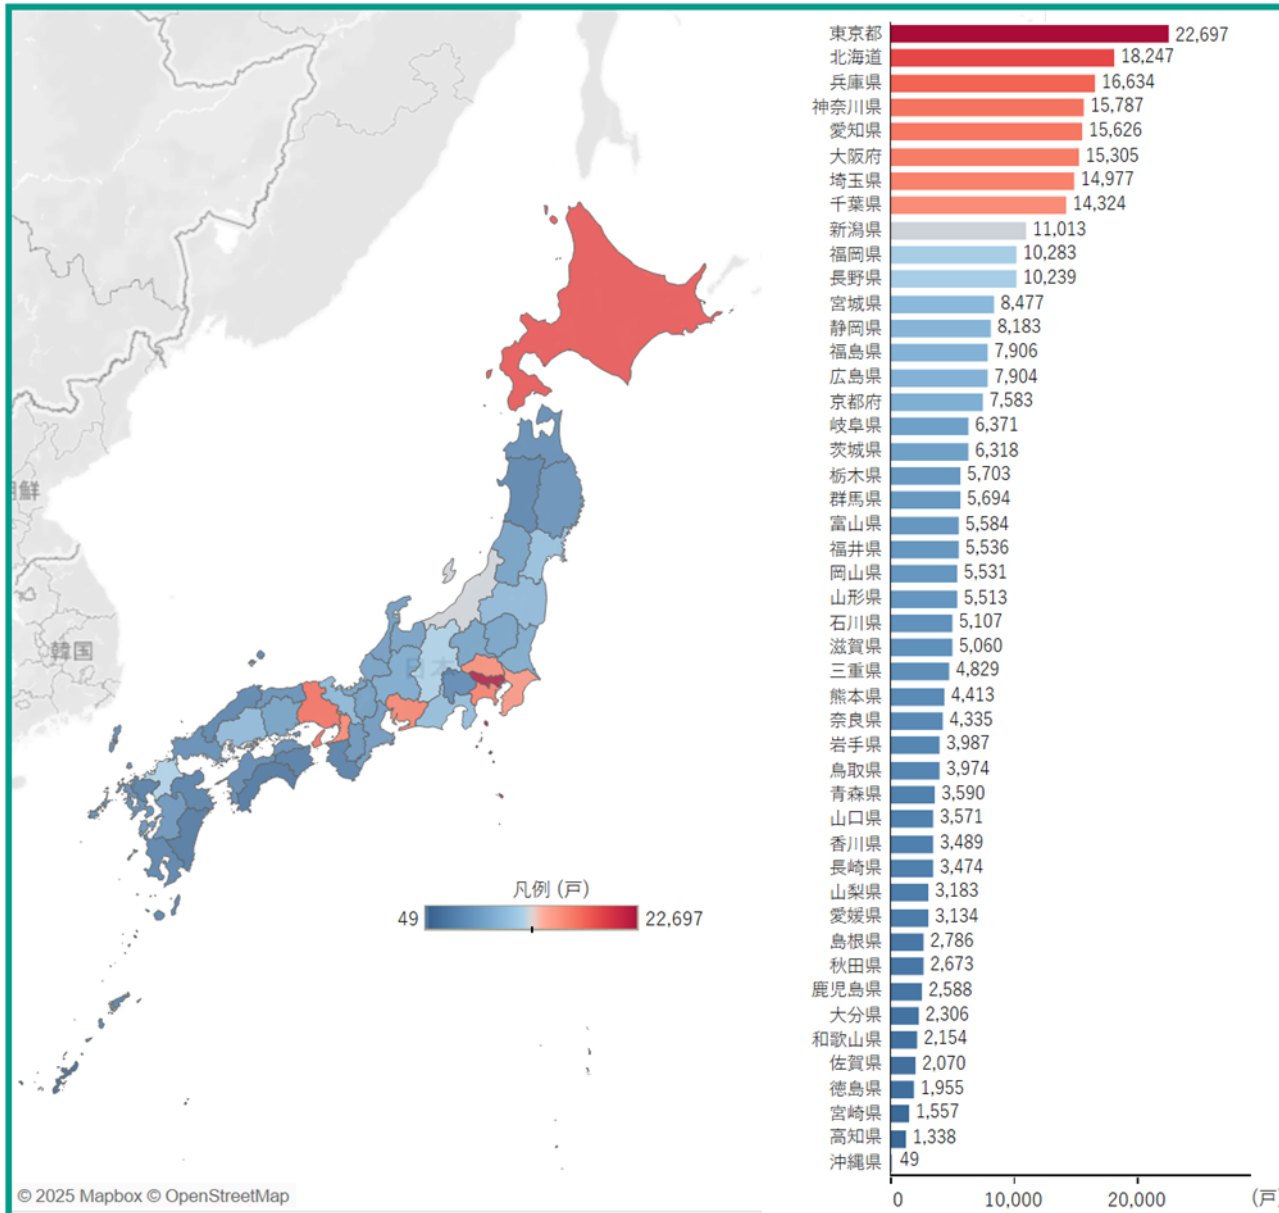 東京都 22,697
北海道 18,247
兵庫県 16,634
神奈川県 15,787
愛知県 15,626
大阪府 15,305
埼玉県 14,977
千葉県 14,324
新潟県 11,013
福岡県 10,283
長野県 10,239
宮城県 8,477
静岡県 8,183
福島県 7,906
広島県 7,904
京都府 7,583
岐阜県 6,371
茨城県 6,318
栃木県 5,703
群馬県 5,694
富山県 5,584
福井県 5,536
岡山県 5,531
山形県 5,513
石川県 5,107
滋賀県 5,060
三重県 4,829
熊本県 4,413
奈良県 4,335
岩手県 3,987
鳥取県 3,974
青森県 3,590
山口県 3,571
香川県 3,489
長崎県 3,474
山梨県 3,183
愛媛県 3,134
島根県 2,786
秋田県 2,673
鹿児島県 2,588
大分県 2,306
和歌山県 2,154
佐賀県 2,070
徳島県 1,955
宮崎県 1,557
高知県 1,338
沖縄県 49
0 10,000 20,000 (戸)
鮮
韓国
日本
凡例 (戸)
49 22,697
© 2025 Mapbox © OpenStreetMap